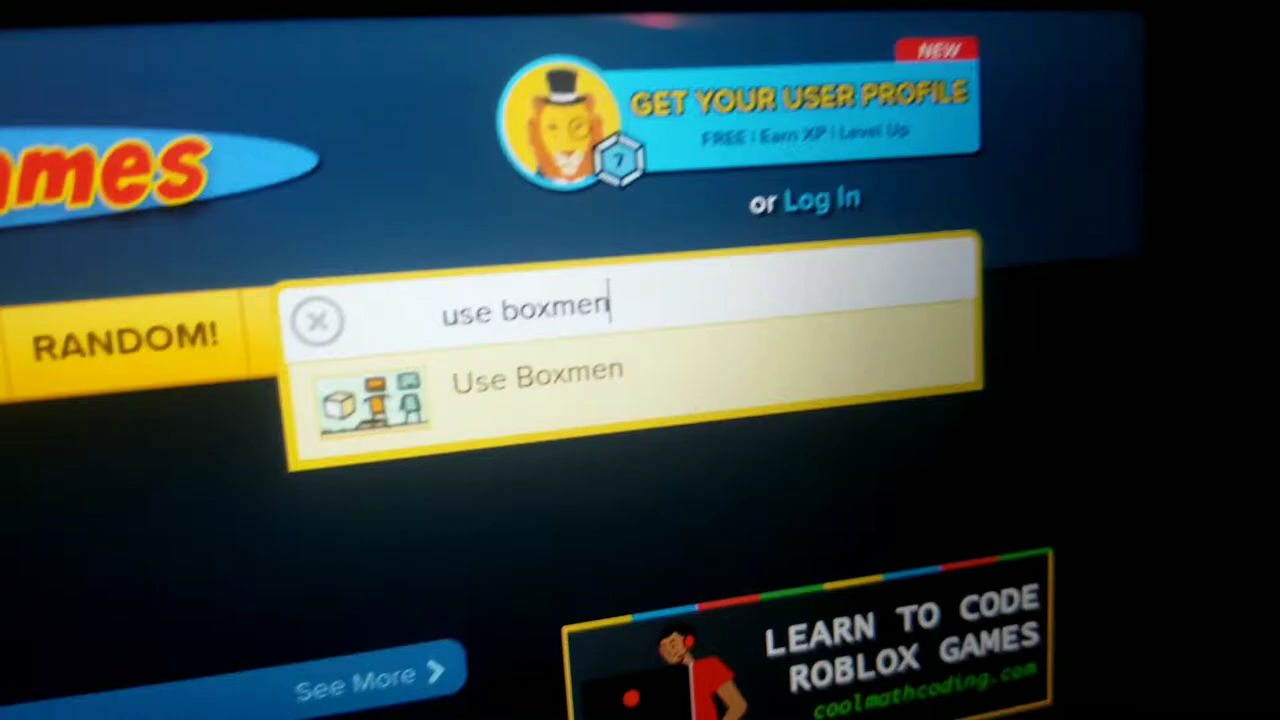 NEW
GET YOUR USER PROFILE
FREE | Earn XP | Level Up
7
or Log In
ames
RANDOM!
use boxmen
Use Boxmen
See More
LEARN TO CODE
ROBLOX GAMES
coolmathcoding.com